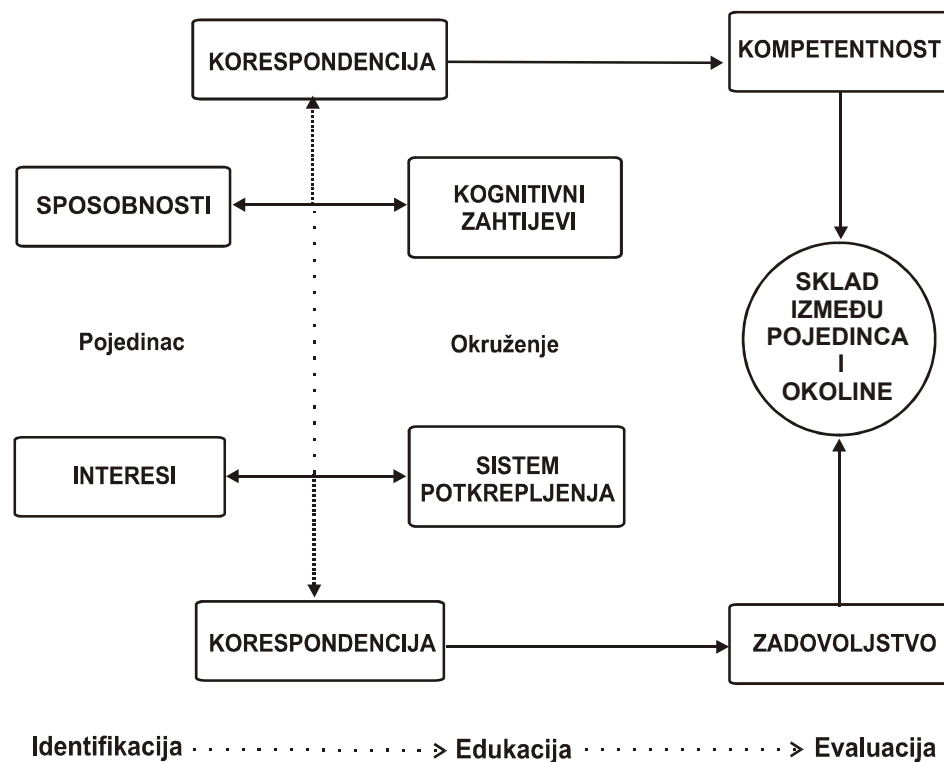 KORESPONDENCIJA
KOMPETENTNOST
SPOSOBNOSTI
KOGNITIVNI
ZAHTIJEVI
SKLAD
IZMEĐU
POJEDINCA
I
OKOLINE
Pojedinac
Okruženje
INTERESI
SISTEM
POTKREPLJENJA
KORESPONDENCIJA
ZADOVOLJSTVO
Identifikacija
Edukacija
Evaluacija